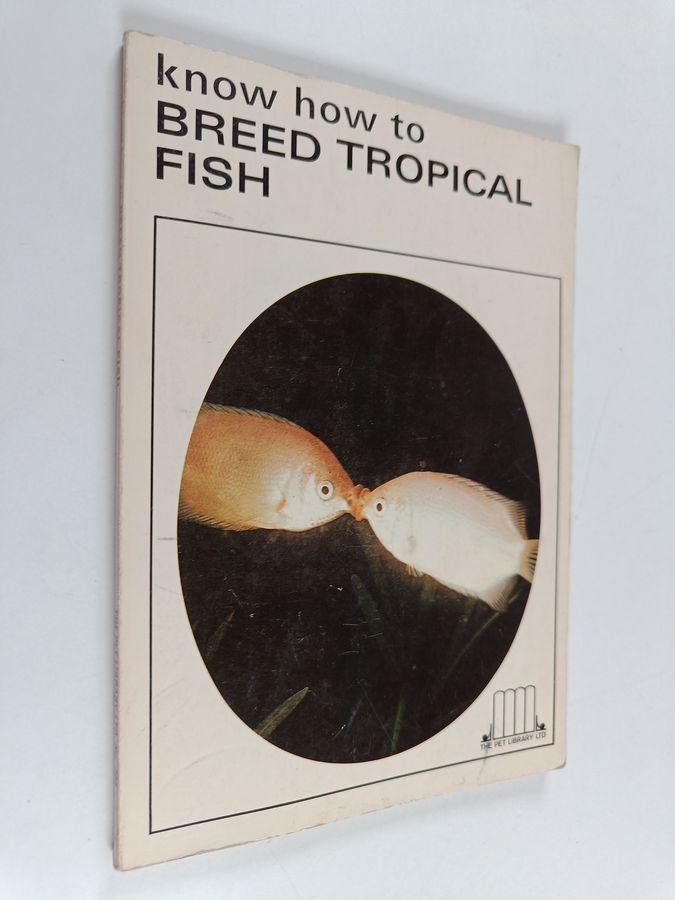 know how to
BREED TROPICAL
FISH
THE PET LIBRARY LTD